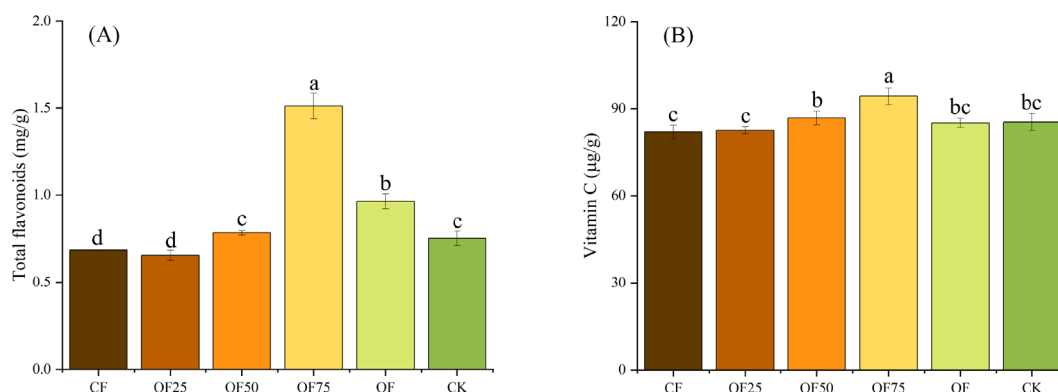 (A)
Total flavonoids (mg/g)
2.0
1.5
1.0
0.5
0.0
d
d
c
a
b
c
CF
OF25
OF50
OF75
OF
CK
(B)
Vitamin C (μg/g)
120
90
60
30
0
c
c
b
a
bc
bc
CF
OF25
OF50
OF75
OF
CK